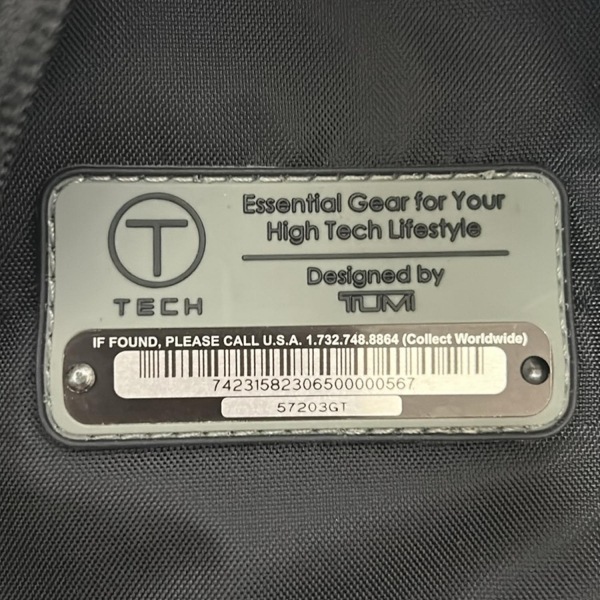 T
TECH
Essential Gear for Your
High Tech Lifestyle
Designed by
TUMI
IF FOUND, PLEASE CALL U.S.A. 1.732.748.8864 (Collect Worldwide)
74231582306500000567
57203GT